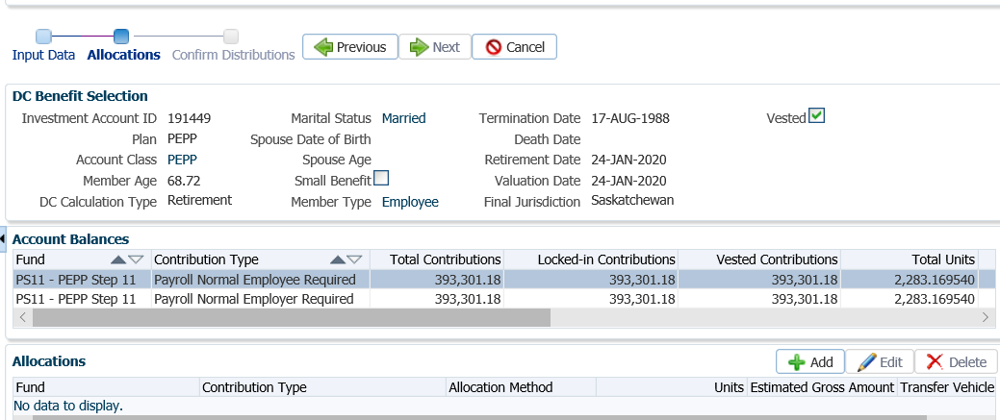 Input Data Allocations Confirm Distributions Previous Next Cancel
DC Benefit Selection
Investment Account ID 191449 Marital Status Married Termination Date 17-AUG-1988 Vested
Plan PEPP Spouse Date of Birth Death Date
Account Class PEPP Spouse Age Retirement Date 24-JAN-2020
Member Age 68.72 Small Benefit Valuation Date 24-JAN-2020
DC Calculation Type Retirement Member Type Employee Final Jurisdiction Saskatchewan
Account Balances
Fund Contribution Type Total Contributions Locked-in Contributions Vested Contributions Total Units
PS11 - PEPP Step 11 Payroll Normal Employee Required 393,301.18 393,301.18 393,301.18 2,283.169540
PS11 - PEPP Step 11 Payroll Normal Employer Required 393,301.18 393,301.18 393,301.18 2,283.169540
Allocations Add Edit Delete
Fund Contribution Type Allocation Method Units Estimated Gross Amount Transfer Vehicle
No data to display.